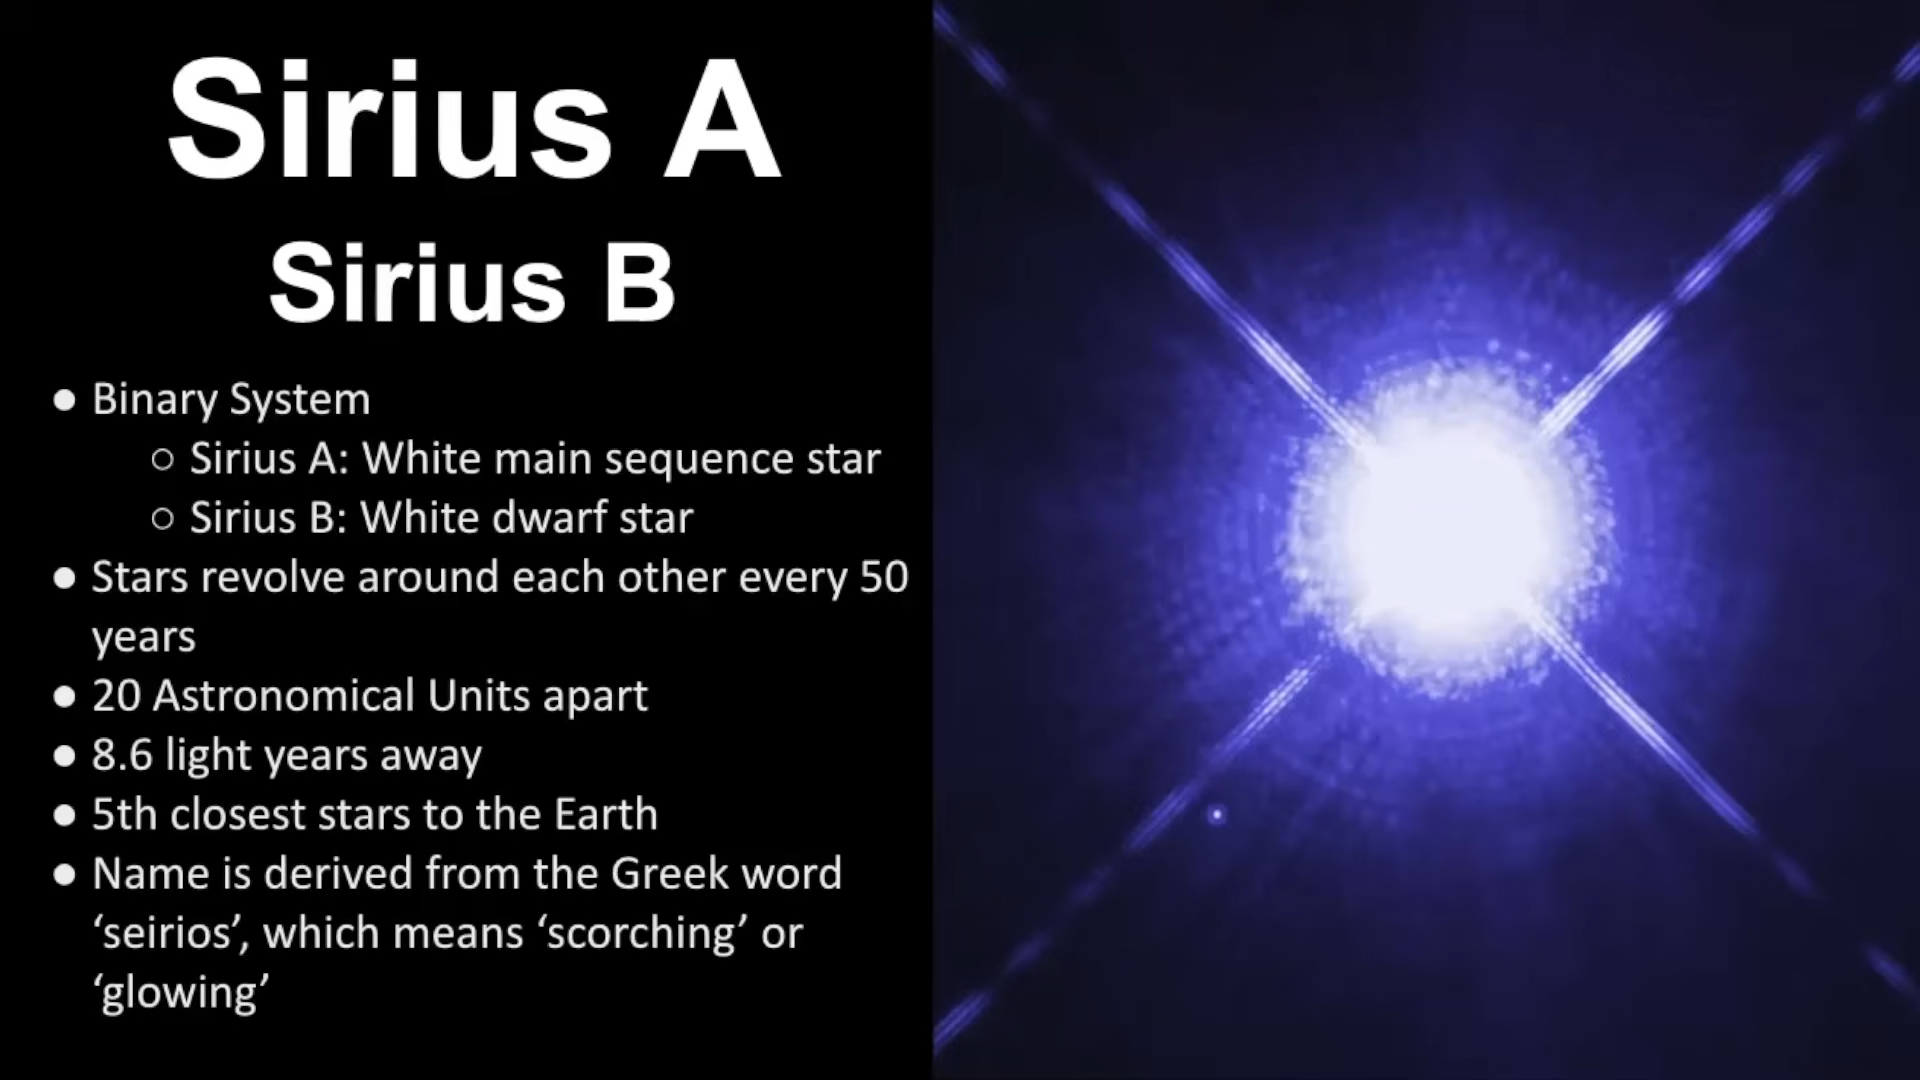 Sirius A
Sirius B
● Binary System
○ Sirius A: White main sequence star
○ Sirius B: White dwarf star
● Stars revolve around each other every 50
years
● 20 Astronomical Units apart
● 8.6 light years away
● 5th closest stars to the Earth
● Name is derived from the Greek word
‘seirios’, which means ‘scorching’ or
‘glowing’